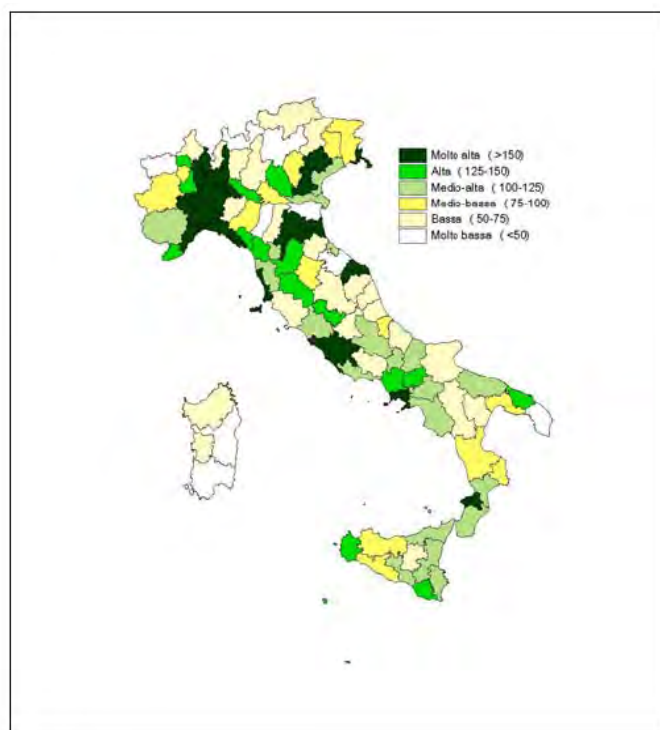 Molto alta (>150)
Alta (125-150)
Medio-alta (100-125)
Medio-bassa (75-100)
Bassa (50-75)
Molto bassa (<50)